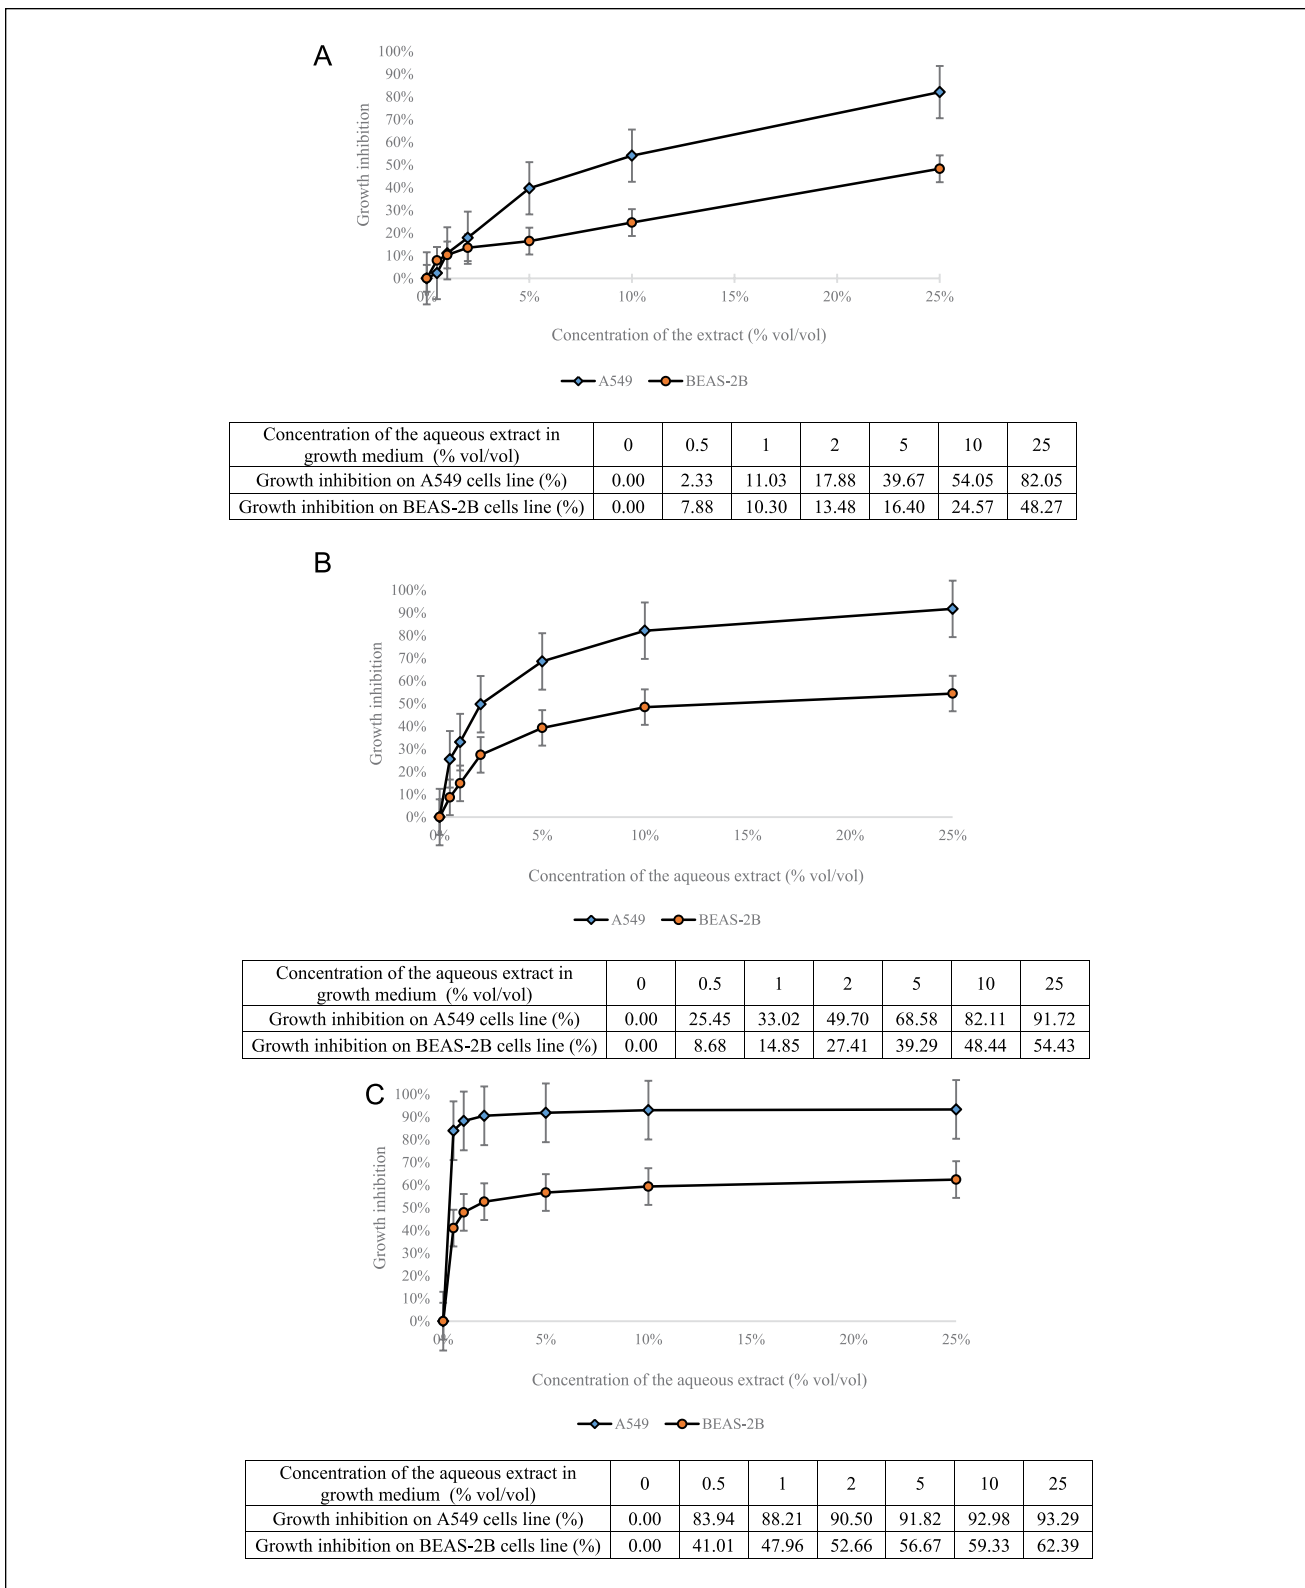 A
100%
90%
80%
70%
60%
50%
40%
30%
20%
10%
0%
Growth inhibition
0% 5% 10% 15% 20% 25%
Concentration of the extract (% vol/vol)
A549 BEAS-2B
Concentration of the aqueous extract in
growth medium (% vol/vol) 0 0.5 1 2 5 10 25
Growth inhibition on A549 cells line (%) 0.00 2.33 11.03 17.88 39.67 54.05 82.05
Growth inhibition on BEAS-2B cells line (%) 0.00 7.88 10.30 13.48 16.40 24.57 48.27
B
100%
90%
80%
70%
60%
50%
40%
30%
20%
10%
0%
Growth inhibition
0% 5% 10% 15% 20% 25%
Concentration of the aqueous extract (% vol/vol)
A549 BEAS-2B
Concentration of the aqueous extract in
growth medium (% vol/vol) 0 0.5 1 2 5 10 25
Growth inhibition on A549 cells line (%) 0.00 25.45 33.02 49.70 68.58 82.11 91.72
Growth inhibition on BEAS-2B cells line (%) 0.00 8.68 14.85 27.41 39.29 48.44 54.43
C
100%
90%
80%
70%
60%
50%
40%
30%
20%
10%
0%
Growth inhibition
0% 5% 10% 15% 20% 25%
Concentration of the aqueous extract (% vol/vol)
A549 BEAS-2B
Concentration of the aqueous extract in
growth medium (% vol/vol) 0 0.5 1 2 5 10 25
Growth inhibition on A549 cells line (%) 0.00 83.94 88.21 90.50 91.82 92.98 93.29
Growth inhibition on BEAS-2B cells line (%) 0.00 41.01 47.96 52.66 56.67 59.33 62.39